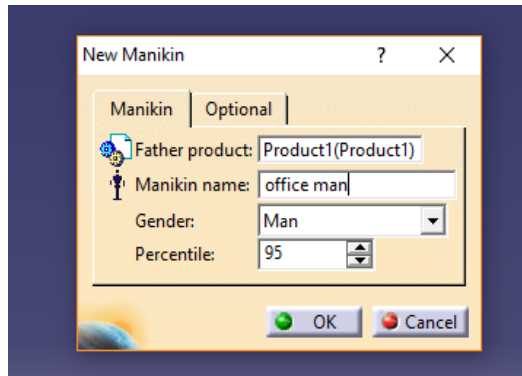 New Manikin ?
Manikin Optional
Father product: Product1(Product1)
Manikin name: office man
Gender: Man
Percentile: 95
OK Cancel